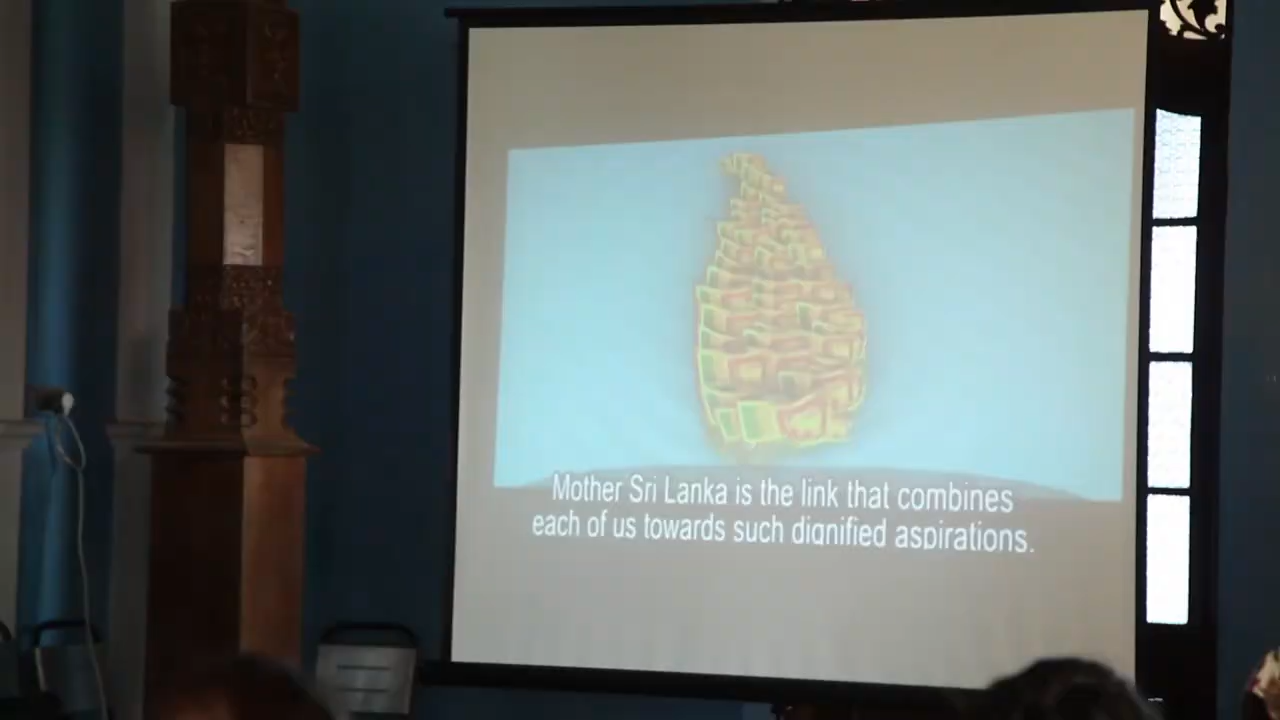 Mother Sri Lanka is the link that combines
each of us towards such dignified aspirations.